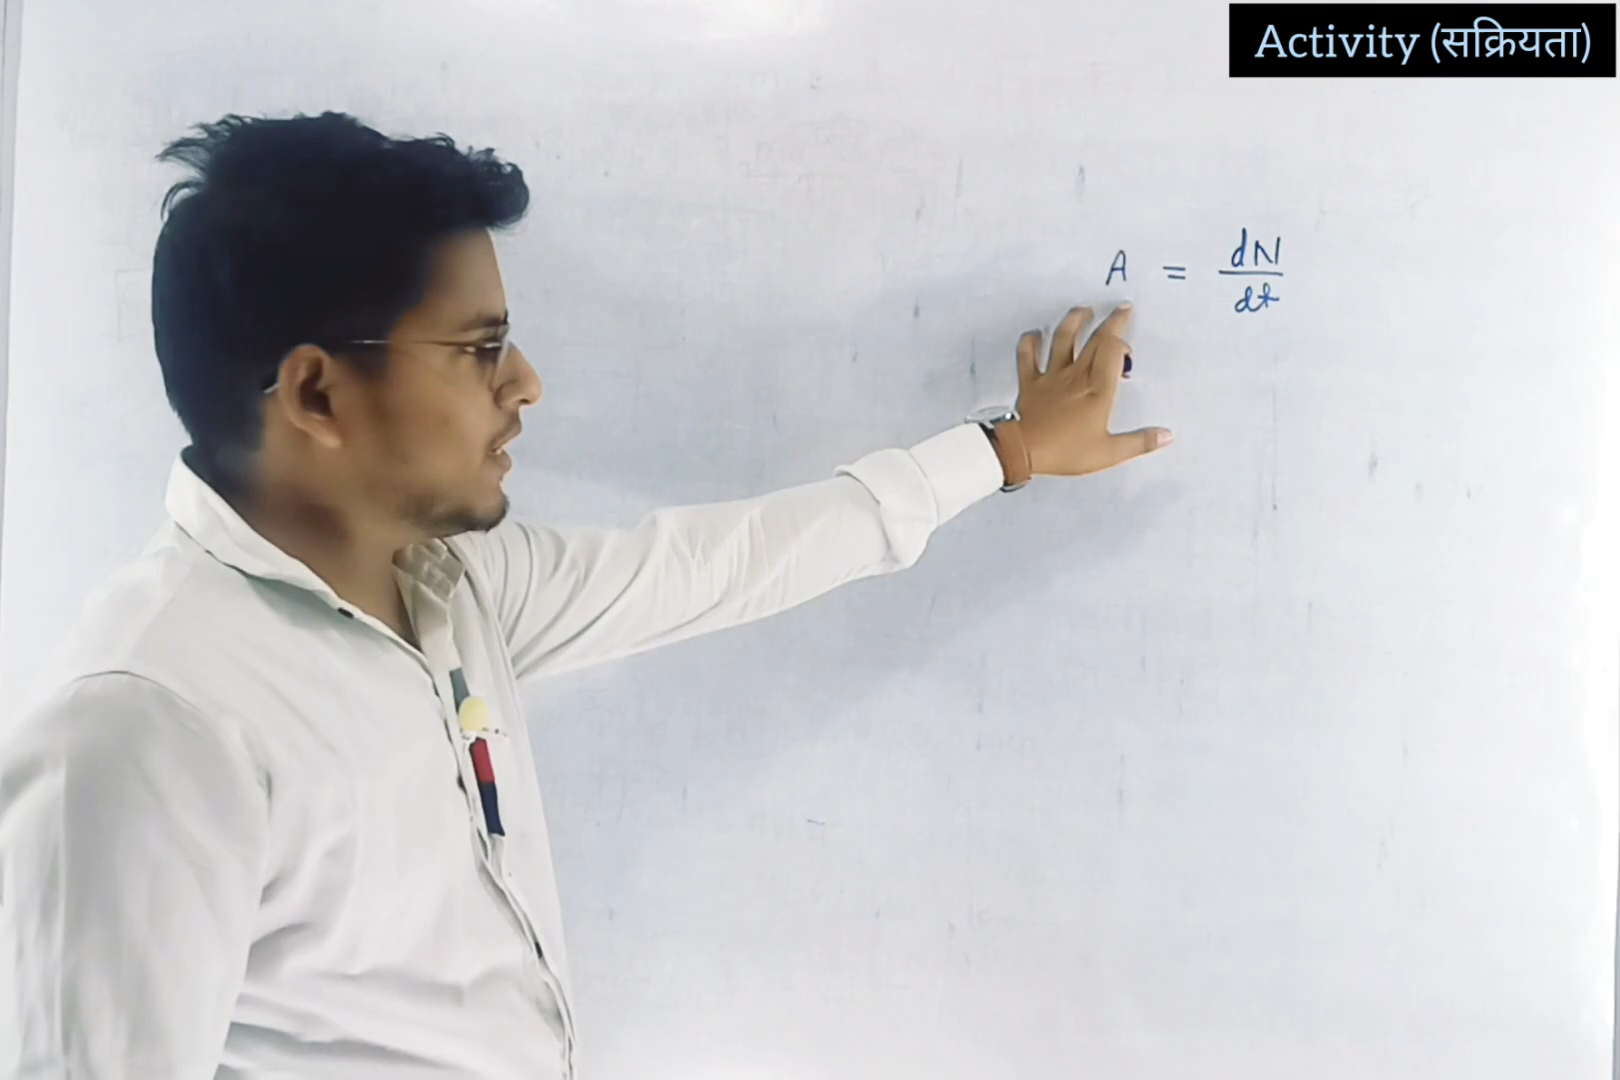 Activity (सक्रियता)
A = dN/dt